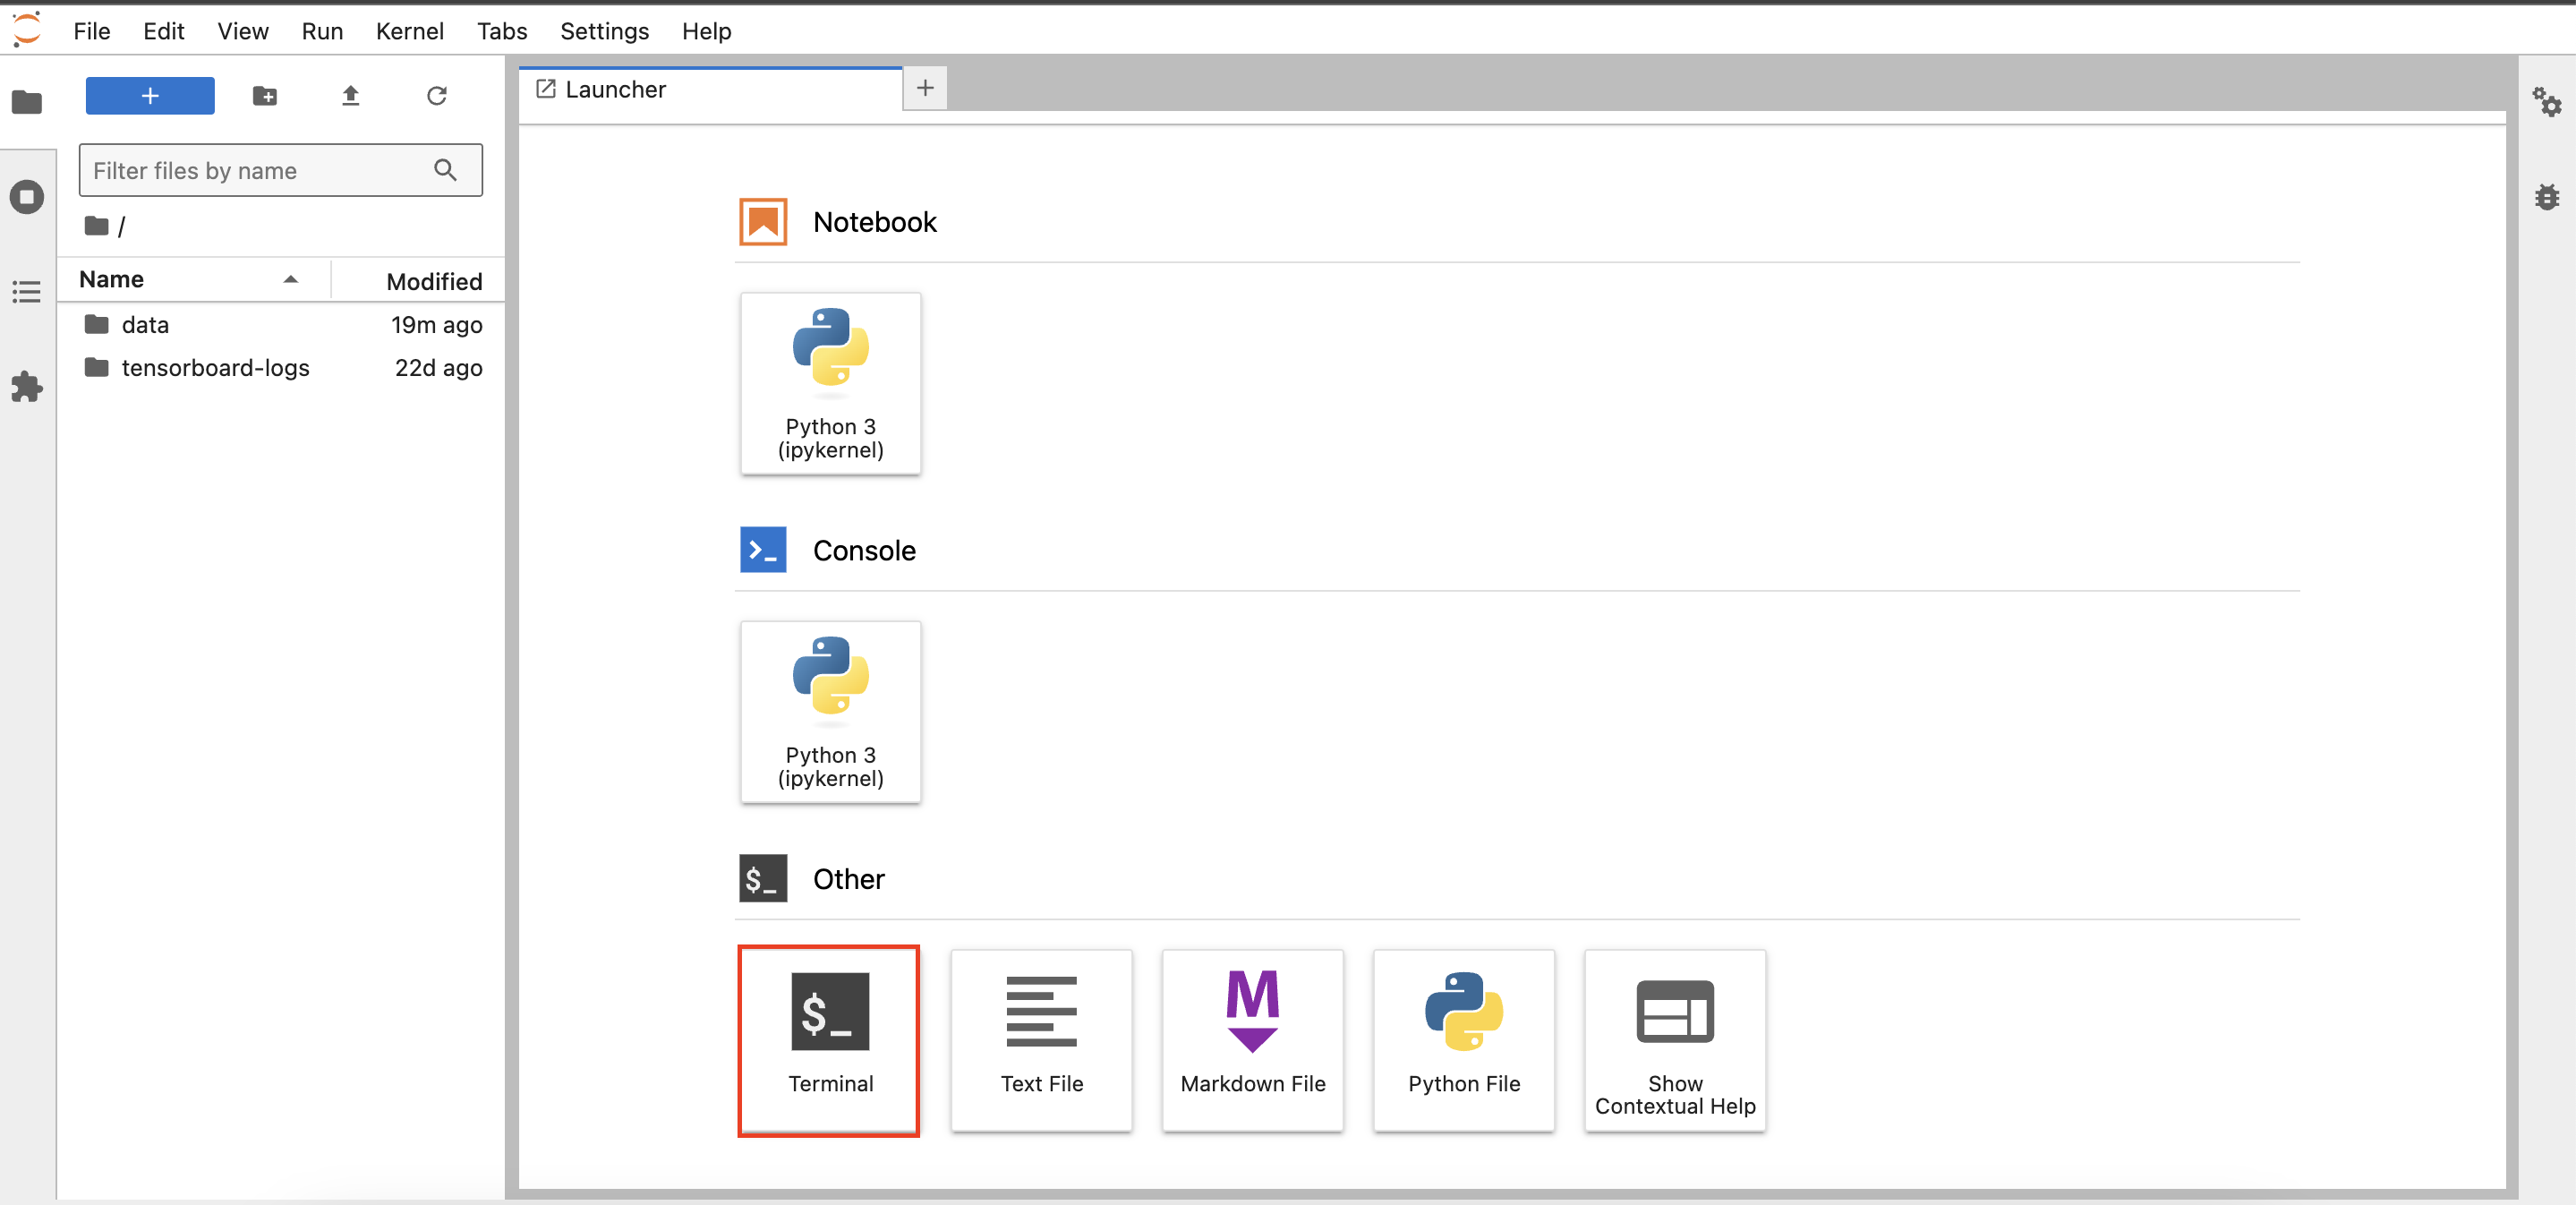 File Edit View Run Kernel Tabs Settings Help
+
Launcher
+
Filter files by name
/
Name Modified
data 19m ago
tensorboard-logs 22d ago
Notebook
Python 3
(ipykernel)
>_ Console
Python 3
(ipykernel)
$_ Other
$_
Terminal
Text File
M
Markdown File
Python File
Show
Contextual Help